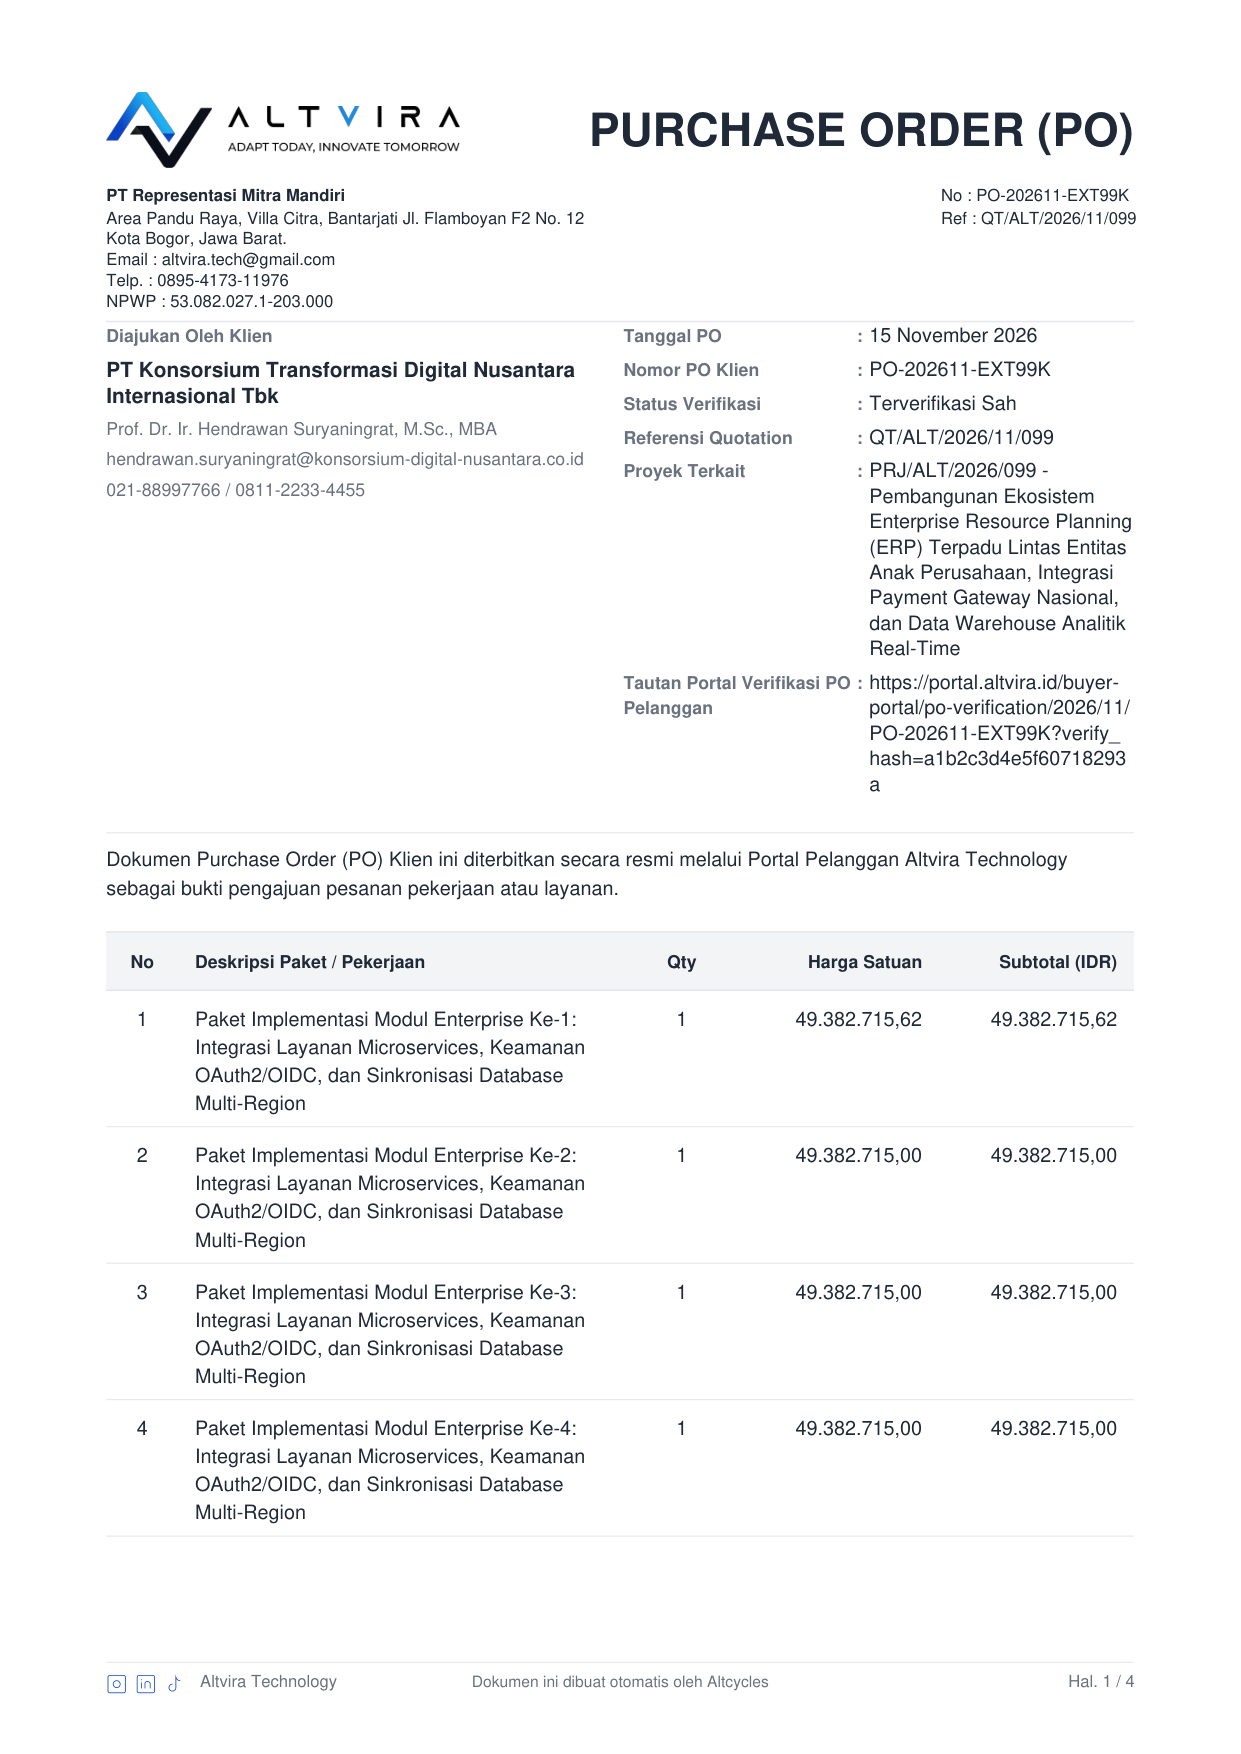 ALTVIRA
ADAPT TODAY, INNOVATE TOMORROW
PURCHASE ORDER (PO)
PT Representasi Mitra Mandiri
Area Pandu Raya, Villa Citra, Bantarjati Jl. Flamboyan F2 No. 12
Kota Bogor, Jawa Barat.
Email : altvira.tech@gmail.com
Telp. : 0895-4173-11976
NPWP : 53.082.027.1-203.000
No : PO-202611-EXT99K
Ref : QT/ALT/2026/11/099
Diajukan Oleh Klien
PT Konsorsium Transformasi Digital Nusantara
Internasional Tbk
Prof. Dr. Ir. Hendrawan Suryaningrat, M.Sc., MBA
hendrawan.suryaningrat@konsorsium-digital-nusantara.co.id
021-88997766 / 0811-2233-4455
Tanggal PO : 15 November 2026
Nomor PO Klien : PO-202611-EXT99K
Status Verifikasi : Terverifikasi Sah
Referensi Quotation : QT/ALT/2026/11/099
Proyek Terkait : PRJ/ALT/2026/099 -
Pembangunan Ekosistem
Enterprise Resource Planning
(ERP) Terpadu Lintas Entitas
Anak Perusahaan, Integrasi
Payment Gateway Nasional,
dan Data Warehouse Analitik
Real-Time
Tautan Portal Verifikasi PO : https://portal.altvira.id/buyer-
Pelanggan portal/po-verification/2026/11/
PO-202611-EXT99K?verify_
hash=a1b2c3d4e5f60718293
a
Dokumen Purchase Order (PO) Klien ini diterbitkan secara resmi melalui Portal Pelanggan Altvira Technology
sebagai bukti pengajuan pesanan pekerjaan atau layanan.
No Deskripsi Paket / Pekerjaan Qty Harga Satuan Subtotal (IDR)
1 Paket Implementasi Modul Enterprise Ke-1: 1 49.382.715,62 49.382.715,62
Integrasi Layanan Microservices, Keamanan
OAuth2/OIDC, dan Sinkronisasi Database
Multi-Region
2 Paket Implementasi Modul Enterprise Ke-2: 1 49.382.715,00 49.382.715,00
Integrasi Layanan Microservices, Keamanan
OAuth2/OIDC, dan Sinkronisasi Database
Multi-Region
3 Paket Implementasi Modul Enterprise Ke-3: 1 49.382.715,00 49.382.715,00
Integrasi Layanan Microservices, Keamanan
OAuth2/OIDC, dan Sinkronisasi Database
Multi-Region
4 Paket Implementasi Modul Enterprise Ke-4: 1 49.382.715,00 49.382.715,00
Integrasi Layanan Microservices, Keamanan
OAuth2/OIDC, dan Sinkronisasi Database
Multi-Region
Altvira Technology Dokumen ini dibuat otomatis oleh Altcycles Hal. 1 / 4